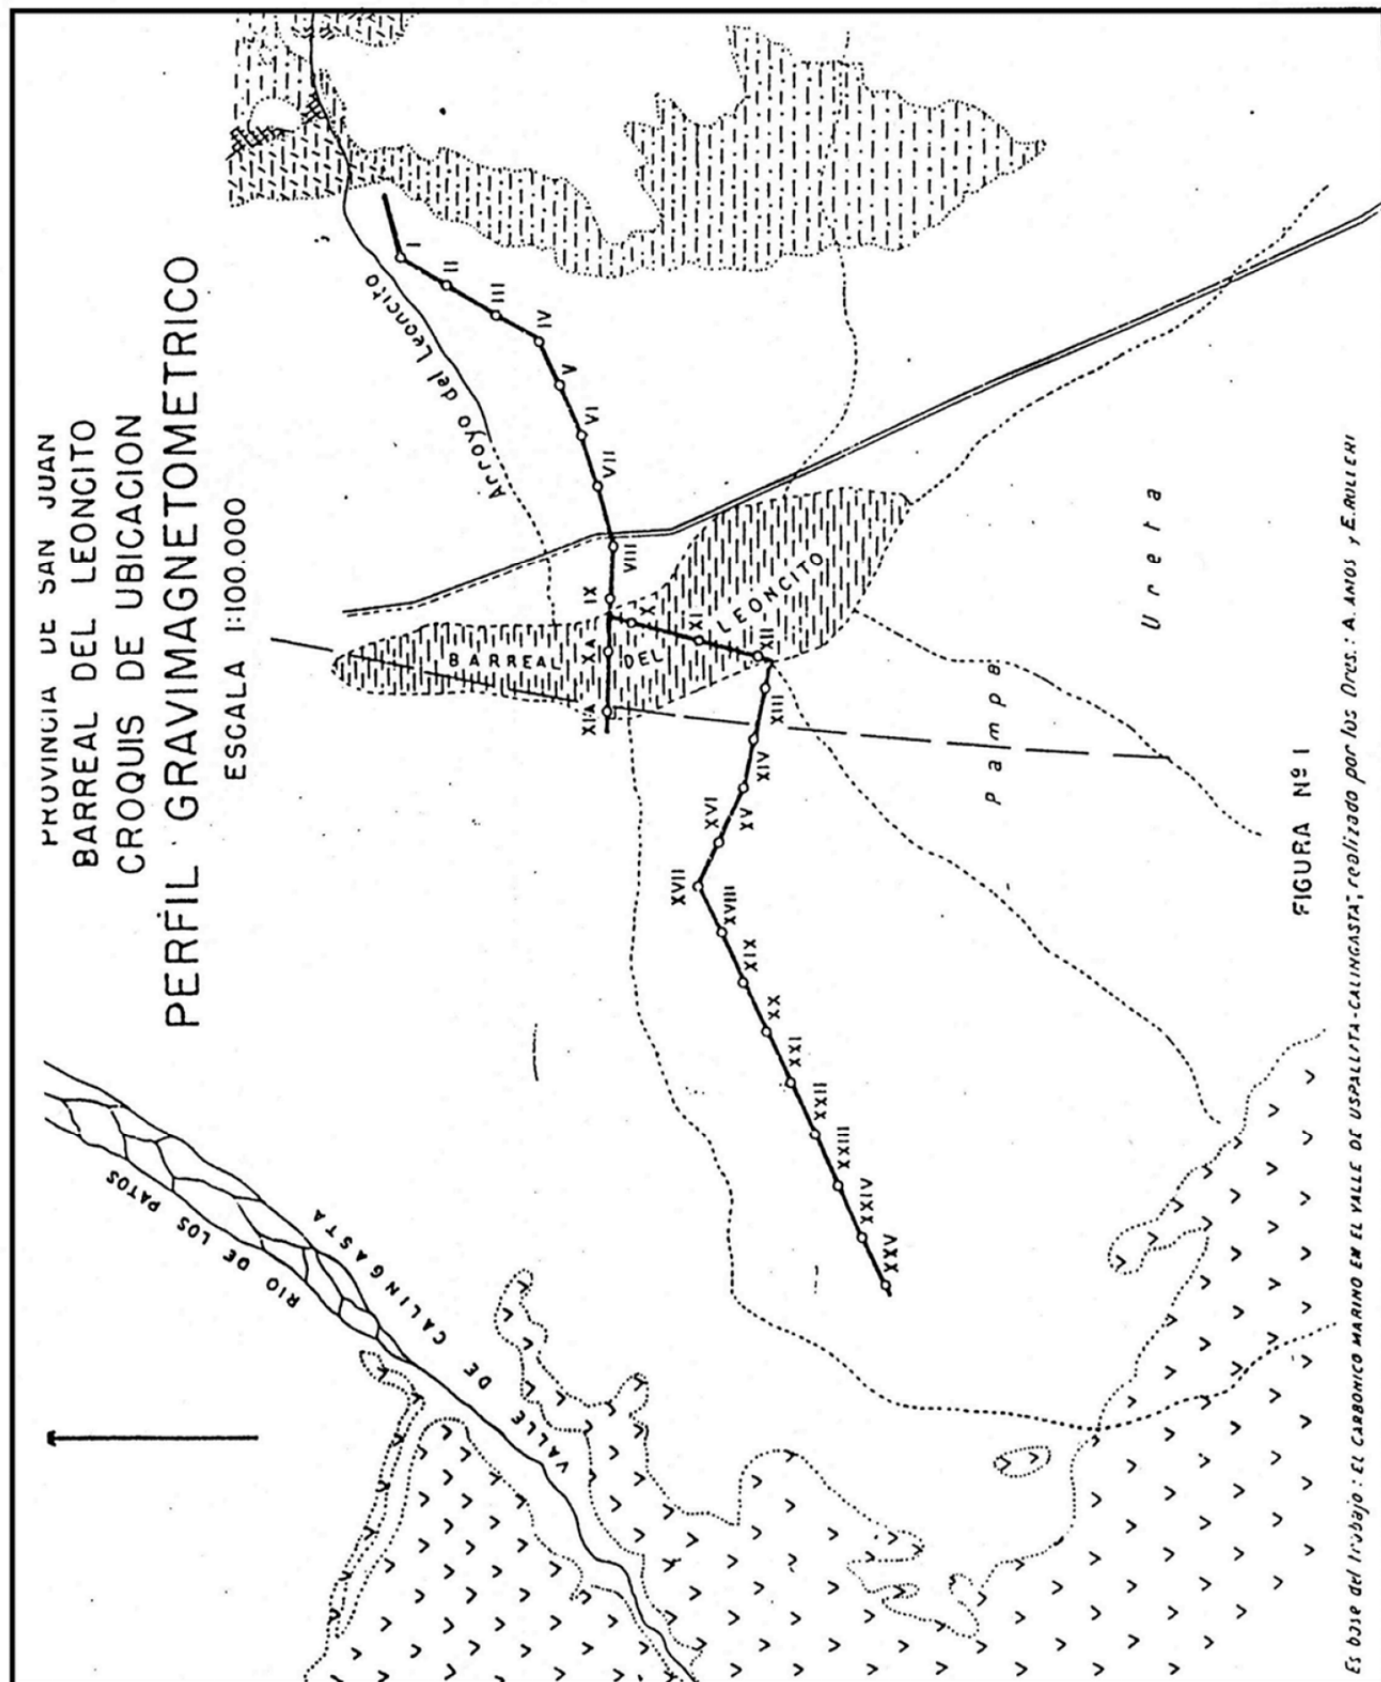 PROVINCIA DE SAN JUAN
BARREAL DEL LEONCITO
CROQUIS DE UBICACION
PERFIL GRAVIMAGNETOMETRICO
ESCALA 1:100.000
RIO DE LOS PATOS
VALLE DE CALINGASTA
Arroyo del Leoncito
I
II
III
IV
V
VI
VII
VIII
IX
X
XA
XI
XIA
XII
XIII
XIV
XV
XVI
XVII
XVIII
XIX
XX
XXI
XXII
XXIII
XXIV
XXV
BARREAL
DEL
LEONCITO
Pampa
Ureta
FIGURA Nº 1
Es base del trabajo: EL CARBONICO MARINO EN EL VALLE DE USPALLITA-CALINGASTA", realizado por los Dres.: A. AMOS y E. ROLLERI